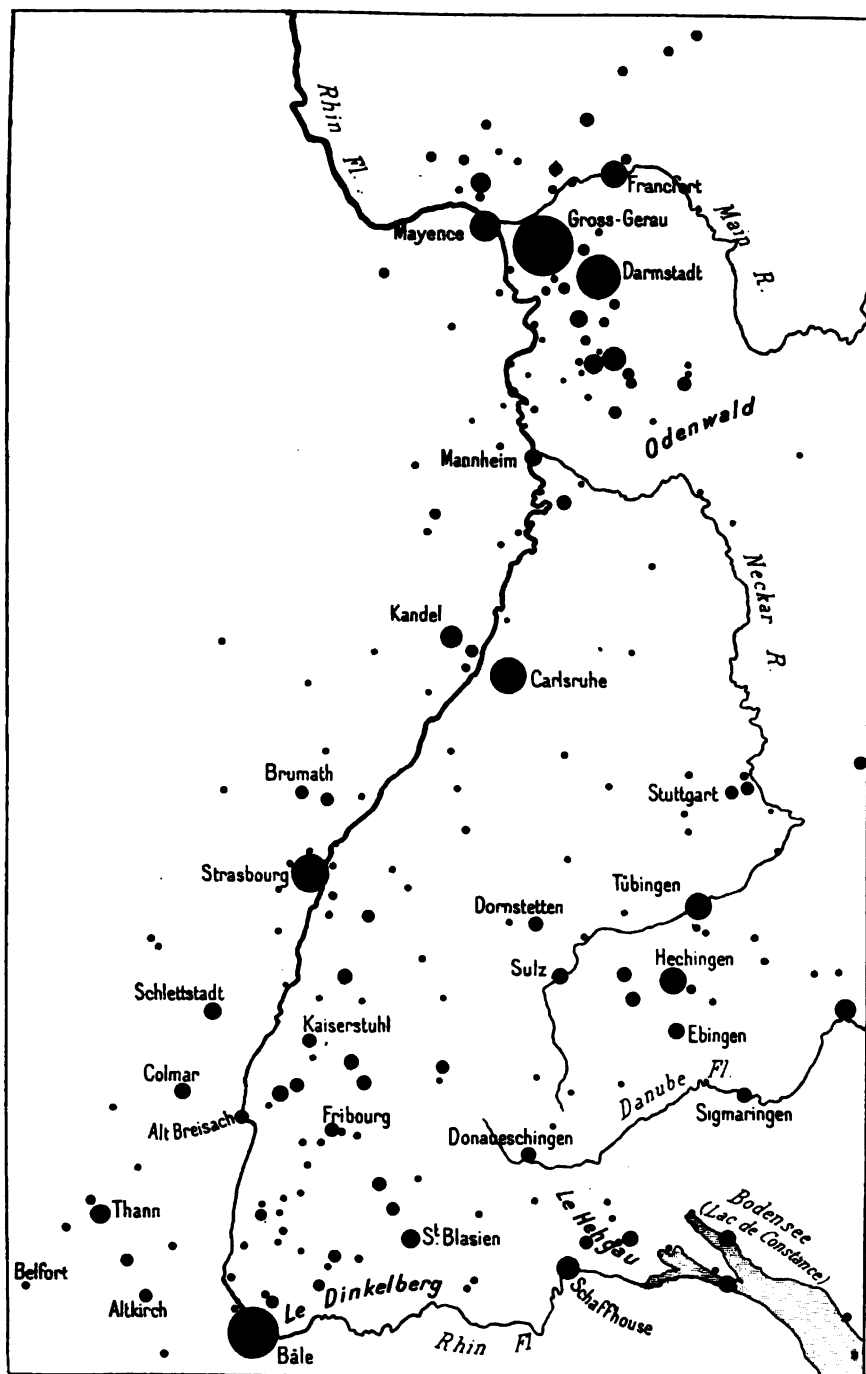 Rhin Fl.
Francfort
Mayence
Gross-Gerau
Main R.
Darmstadt
Odenwald
Mannheim
Neckar R.
Kandel
Carlsruhe
Brumath
Stuttgart
Strasbourg
Tübingen
Dornstetten
Sulz
Hechingen
Schlettstadt
Kaiserstuhl
Ebingen
Colmar
Danube Fl.
Alt Breisach
Fribourg
Sigmaringen
Donaueschingen
Thann
St. Blasien
Le Hehgau
Bodensee
(Lac de Constance)
Belfort
Altkirch
Le Dinkelberg
Schaffhouse
Rhin Fl
Bâle